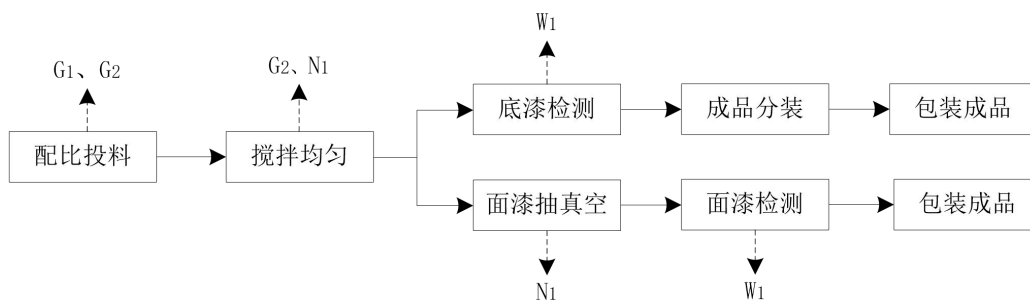 W1
G1、G2
G2、N1
底漆检测
成品分装
包装成品
配比投料
搅拌均匀
面漆抽真空
面漆检测
包装成品
N1
W1